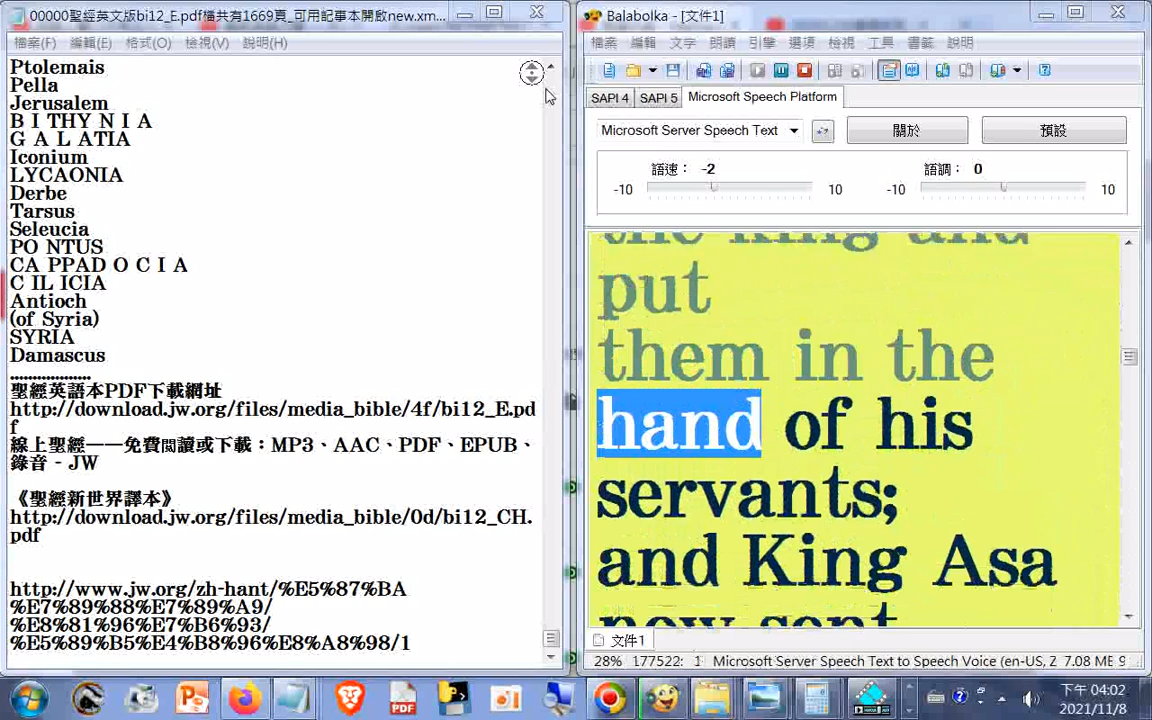 00000聖經英文版bi12_E.pdf檔共有1669頁_可用記事本開啟new.xm...
檔案(F) 編輯(E) 格式(O) 檢視(V) 說明(H)
Ptolemais
Pella
Jerusalem
B I THY N I A
G A L ATIA
Iconium
LYCAONIA
Derbe
Tarsus
Seleucia
PO NTUS
CA PPAD O C I A
C IL ICIA
Antioch
(of Syria)
SYRIA
Damascus
..................
聖經英語本PDF下載網址
http://download.jw.org/files/media_bible/4f/bi12_E.pd
f
線上聖經——免費閱讀或下載：MP3、AAC、PDF、EPUB、
錄音 - JW
《聖經新世界譯本》
http://download.jw.org/files/media_bible/0d/bi12_CH.
pdf
http://www.jw.org/zh-hant/%E5%87%BA
%E7%89%88%E7%89%A9/
%E8%81%96%E7%B6%93/
%E5%89%B5%E4%B8%96%E8%A8%98/1
Balabolka - [文件1]
檔案 編輯 文字 朗讀 引擎 選項 檢視 工具 書籤 說明
SAPI 4 SAPI 5 Microsoft Speech Platform
Microsoft Server Speech Text 關於 預設
語速： -2 語調： 0
-10 10 -10 10
the king and
put
them in the
hand of his
servants;
and King Asa
now sent
文件1
28% 177522: 1 Microsoft Server Speech Text to Speech Voice (en-US, Z 7.08 MB 9
PDF
下午 04:02
2021/11/8